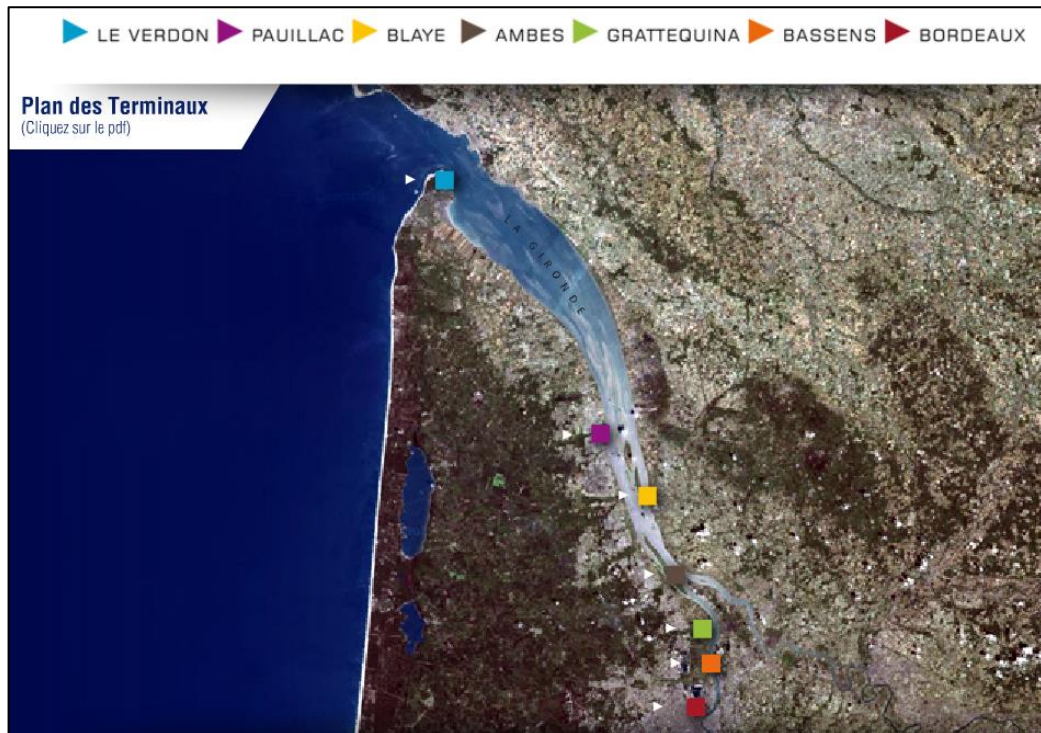 LE VERDON PAUILLAC BLAYE AMBES GRATTEQUINA BASSENS BORDEAUX
Plan des Terminaux
(Cliquez sur le pdf)
LA GIRONDE